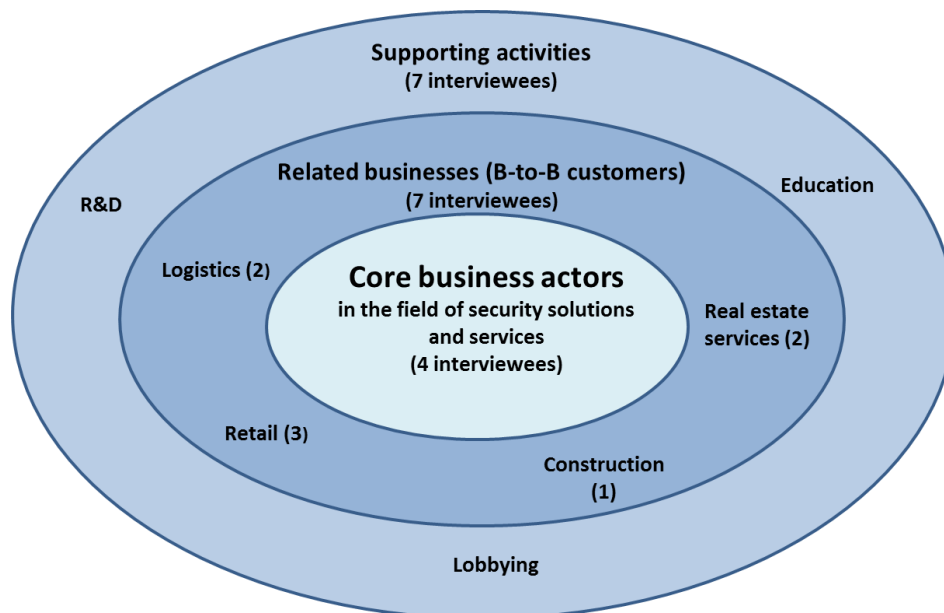 Supporting activities
(7 interviewees)
Related businesses (B-to-B customers)
(7 interviewees)
Education
R&D
Logistics (2)
Core business actors
in the field of security solutions
and services
(4 interviewees)
Real estate
services (2)
Retail (3)
Construction
(1)
Lobbying